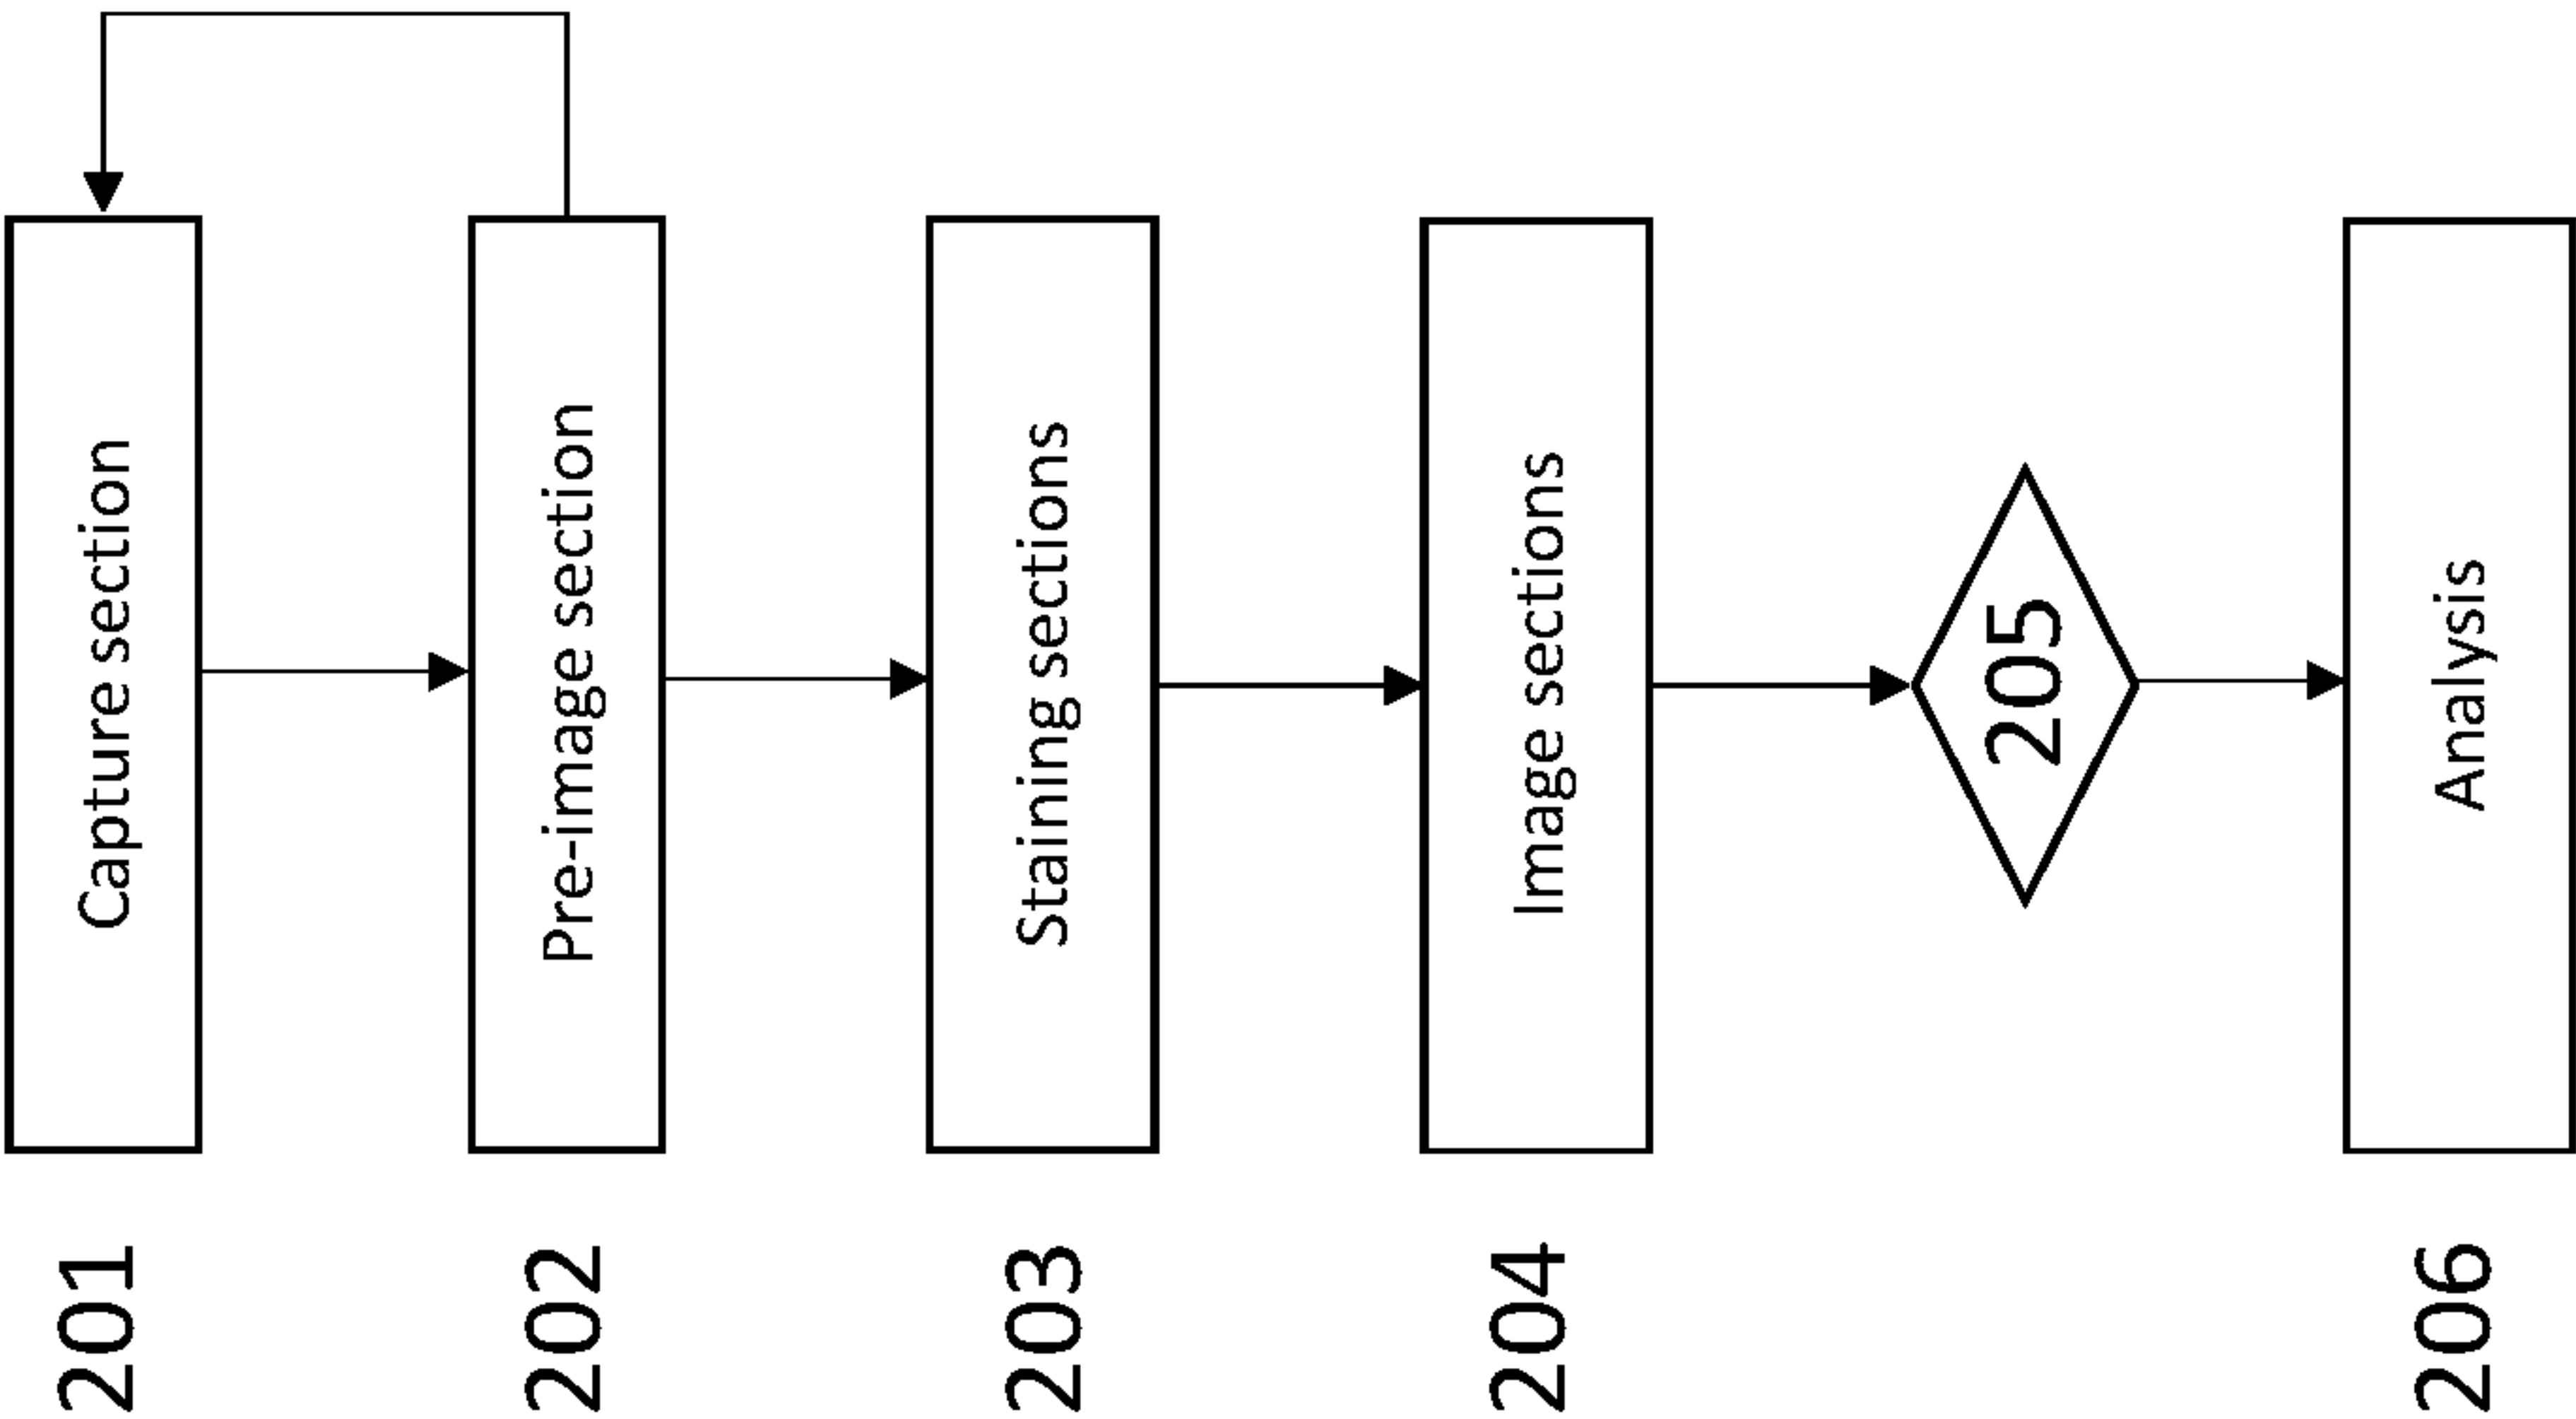 201
Capture section
202
Pre-image section
203
Staining sections
204
Image sections
205
206
Analysis